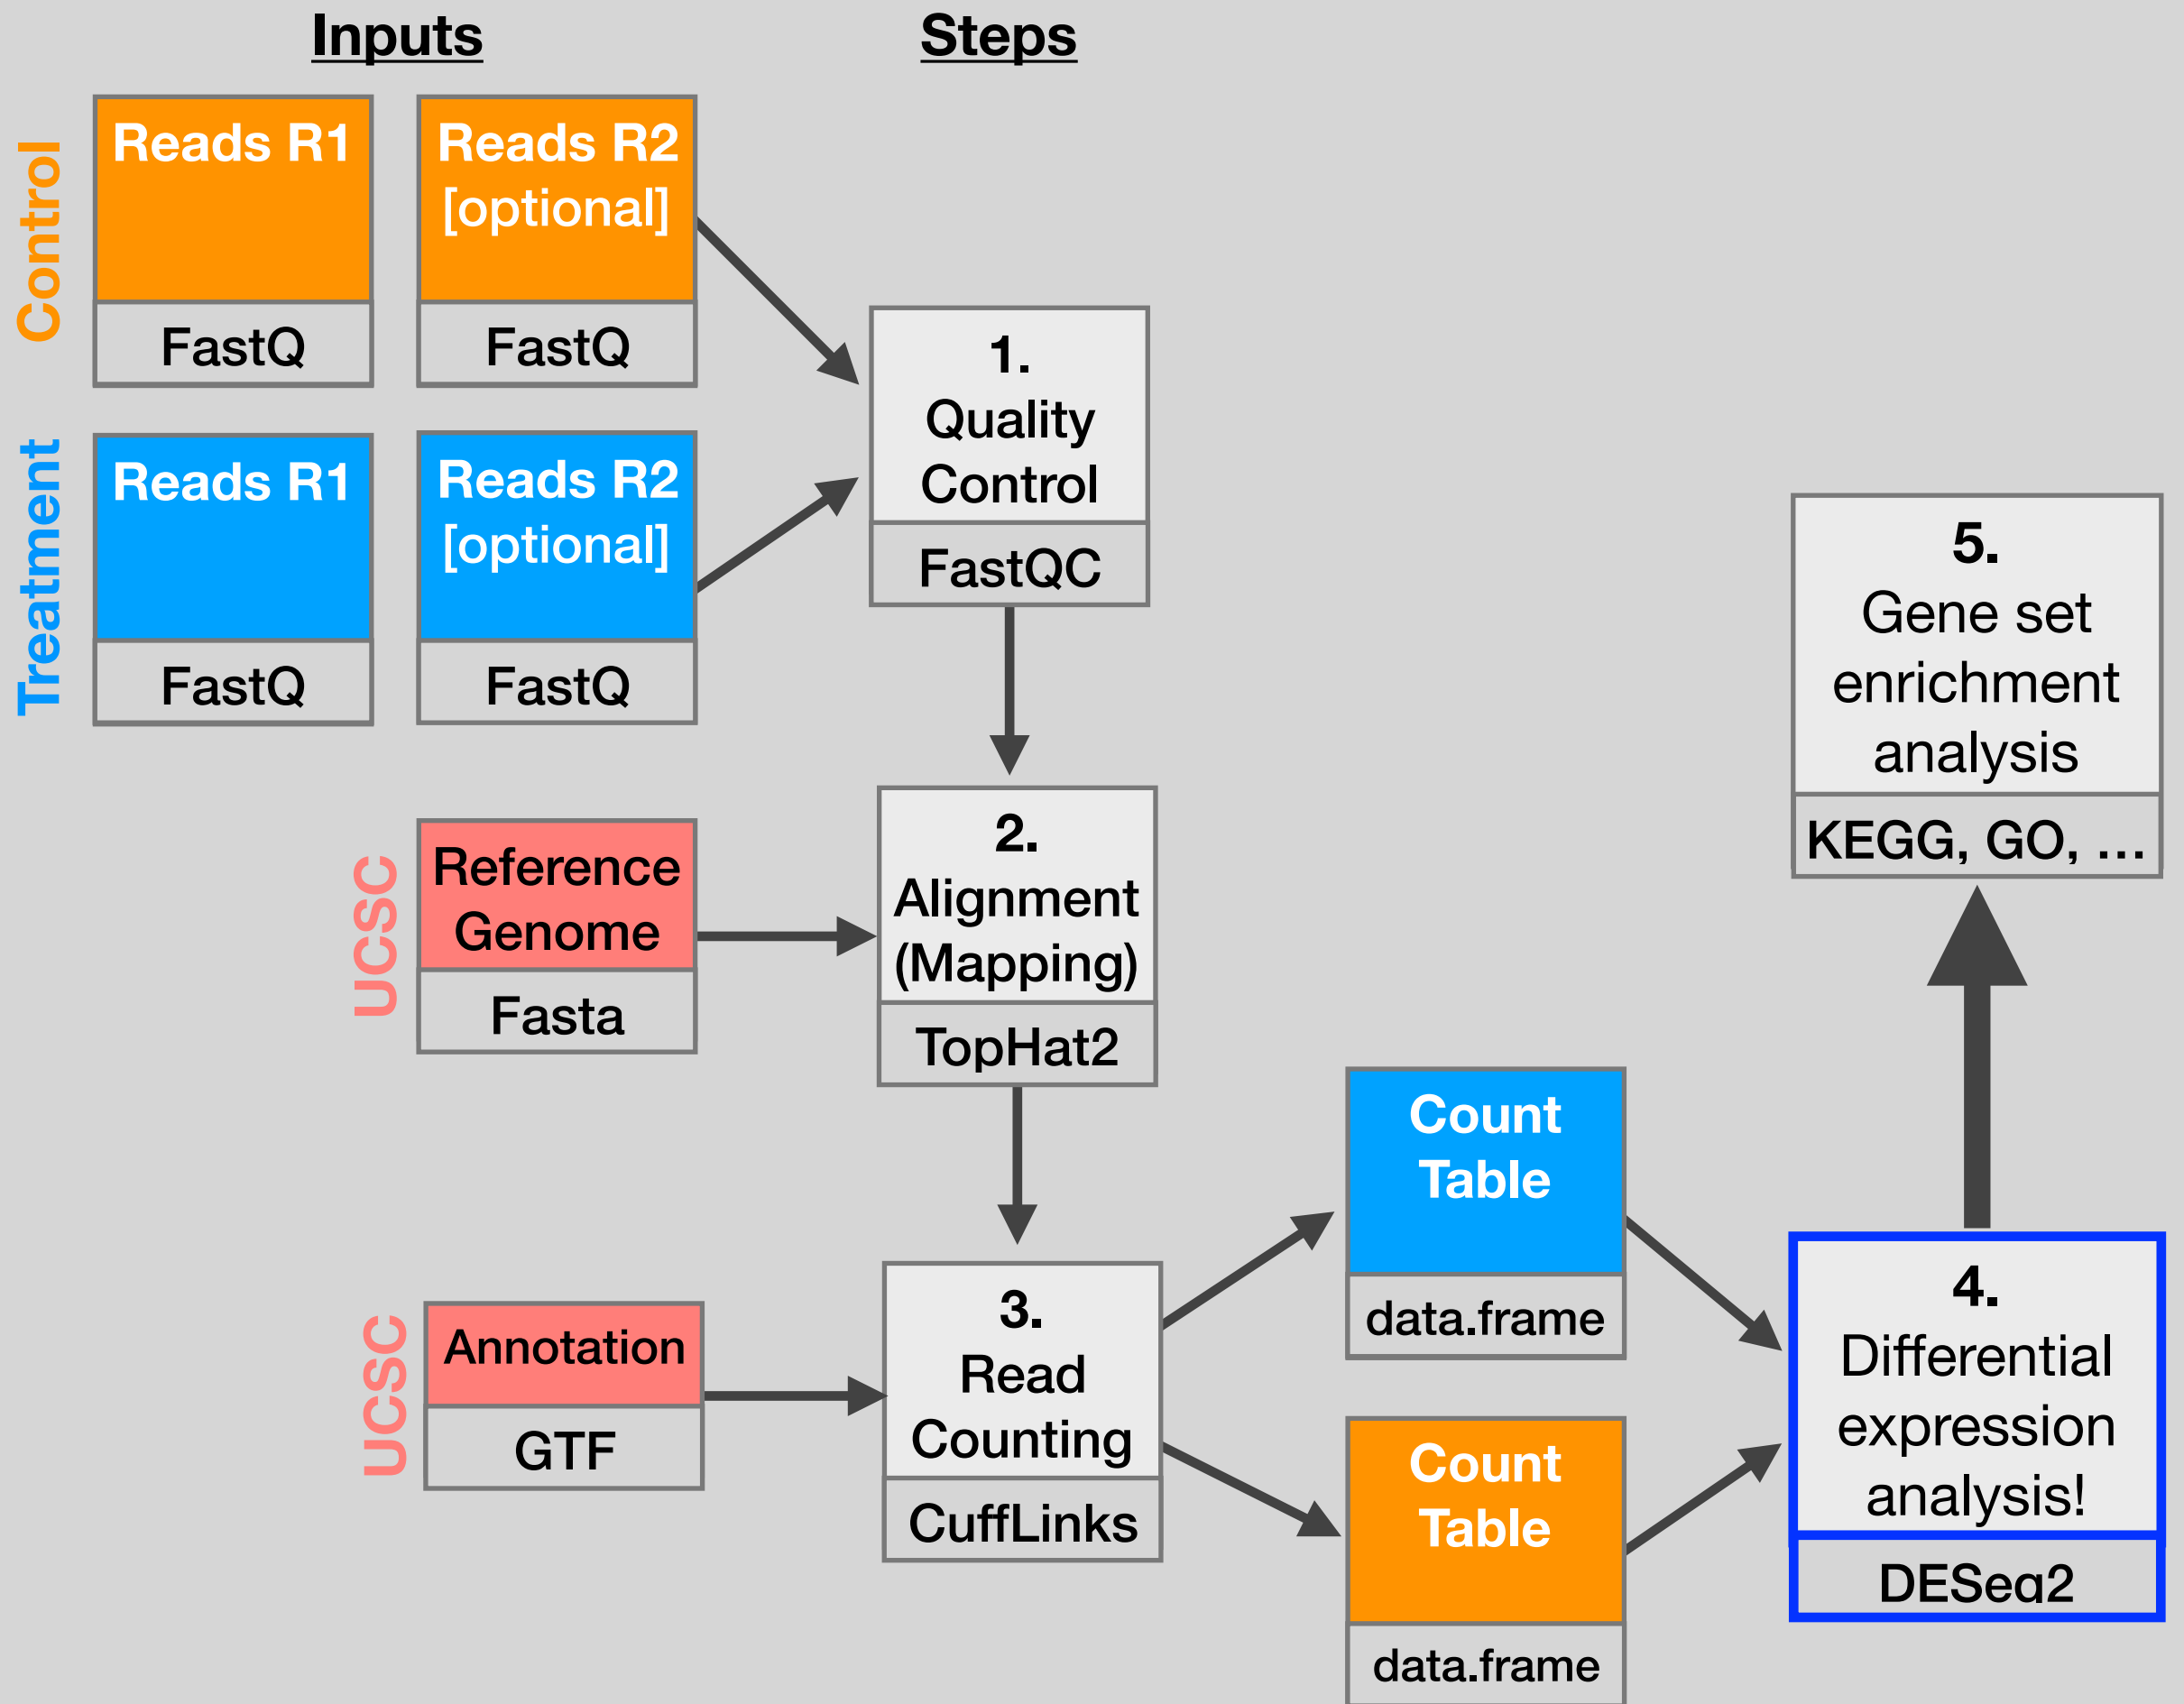 Inputs
Steps
Control
Reads R1
FastQ
Reads R2
[optional]
FastQ
Treatment
Reads R1
FastQ
Reads R2
[optional]
FastQ
1.
Quality
Control
FastQC
UCSC
Reference
Genome
Fasta
2.
Alignment
(Mapping)
TopHat2
UCSC
Annotation
GTF
3.
Read
Counting
CuffLinks
Count
Table
data.frame
Count
Table
data.frame
4.
Differential
expression
analysis!
DESeq2
5.
Gene set
enrichment
analysis
KEGG, GO, ...